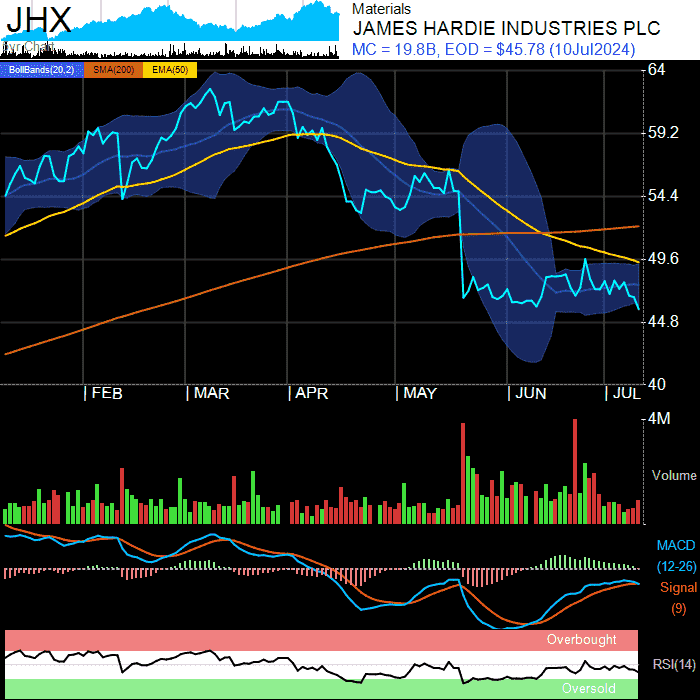 JHX
Materials
JAMES HARDIE INDUSTRIES PLC
MC = 19.8B, EOD = $45.78 (10Jul2024)
BollBands(20,2) SMA(200) EMA(50)
64
59.2
54.4
49.6
44.8
40
FEB MAR APR MAY JUN JUL
4M
Volume
MACD
(12-26)
Signal
(9)
Overbought
RSI(14)
Oversold